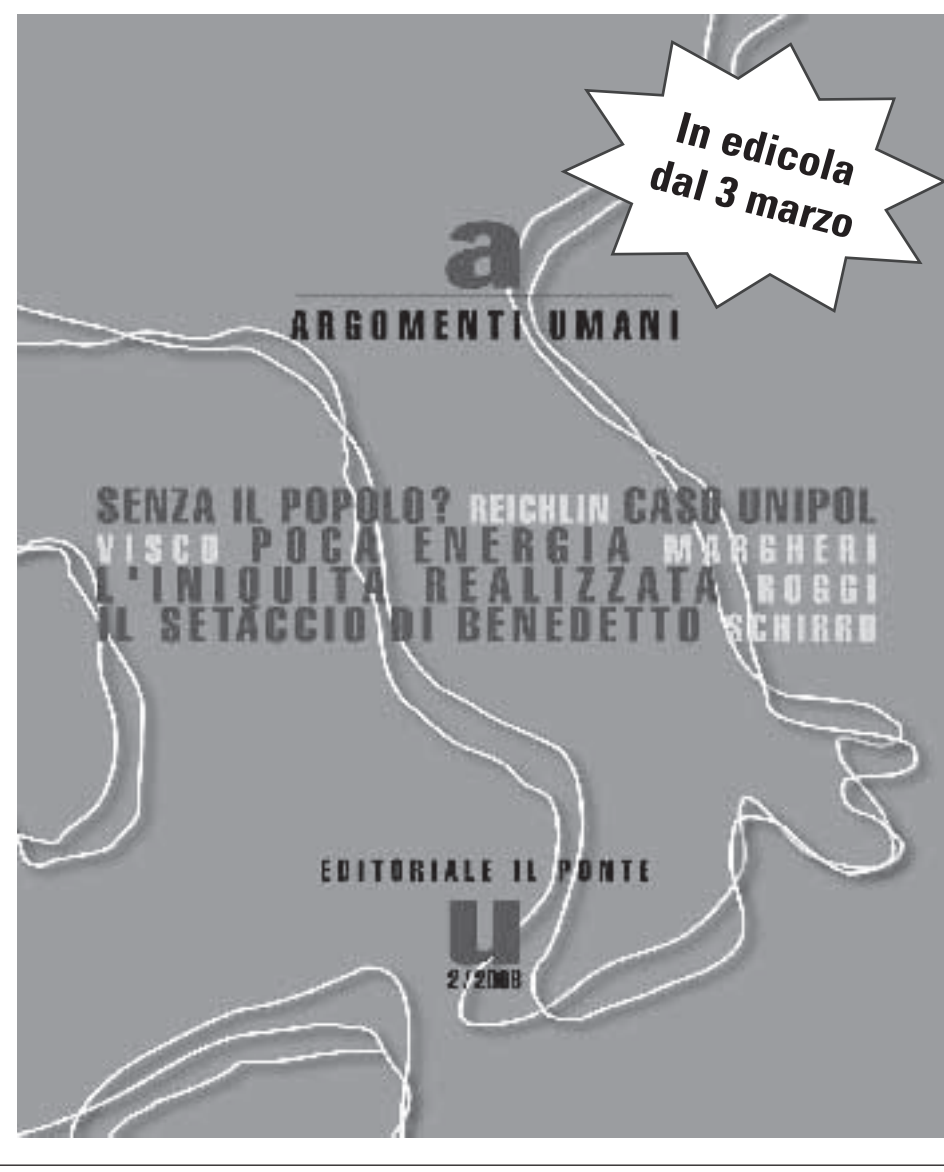 In edicola
dal 3 marzo
a
ARGOMENTI UMANI
SENZA IL POPOLO? REICHLIN CASO UNIPOL
VISCO POCA ENERGIA MARGHERI
L'INIQUITÀ REALIZZATA ROGGI
IL SETACCIO DI BENEDETTO SCHIRRU
EDITORIALE IL PONTE
u